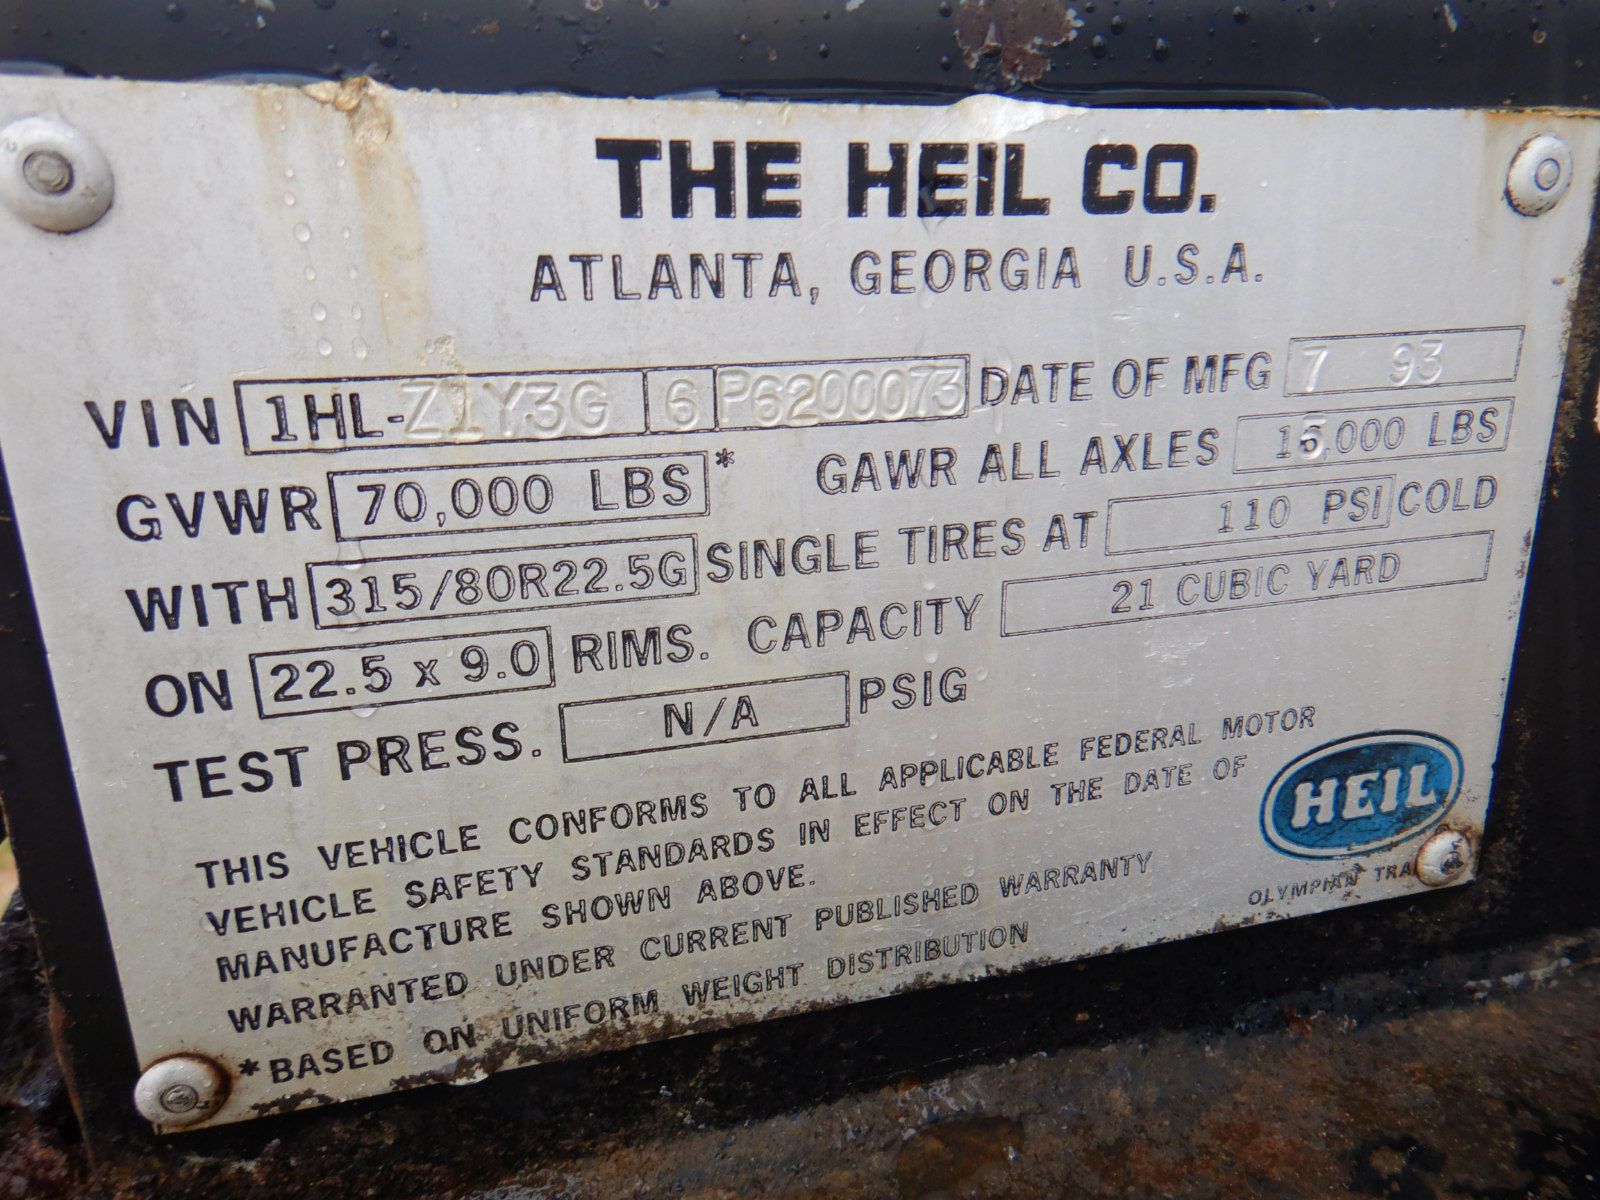 THE HEIL CO.
ATLANTA, GEORGIA U.S.A.
VIN 1HL-Z1Y3G 6 P6200073 DATE OF MFG 7 93
GVWR 70,000 LBS* GAWR ALL AXLES 16,000 LBS
WITH 315/80R22.5G SINGLE TIRES AT 110 PSI COLD
ON 22.5 x 9.0 RIMS. CAPACITY 21 CUBIC YARD
TEST PRESS. N/A PSIG
THIS VEHICLE CONFORMS TO ALL APPLICABLE FEDERAL MOTOR
VEHICLE SAFETY STANDARDS IN EFFECT ON THE DATE OF
MANUFACTURE SHOWN ABOVE.
WARRANTED UNDER CURRENT PUBLISHED WARRANTY
*BASED ON UNIFORM WEIGHT DISTRIBUTION
HEIL
OLYMPIAN